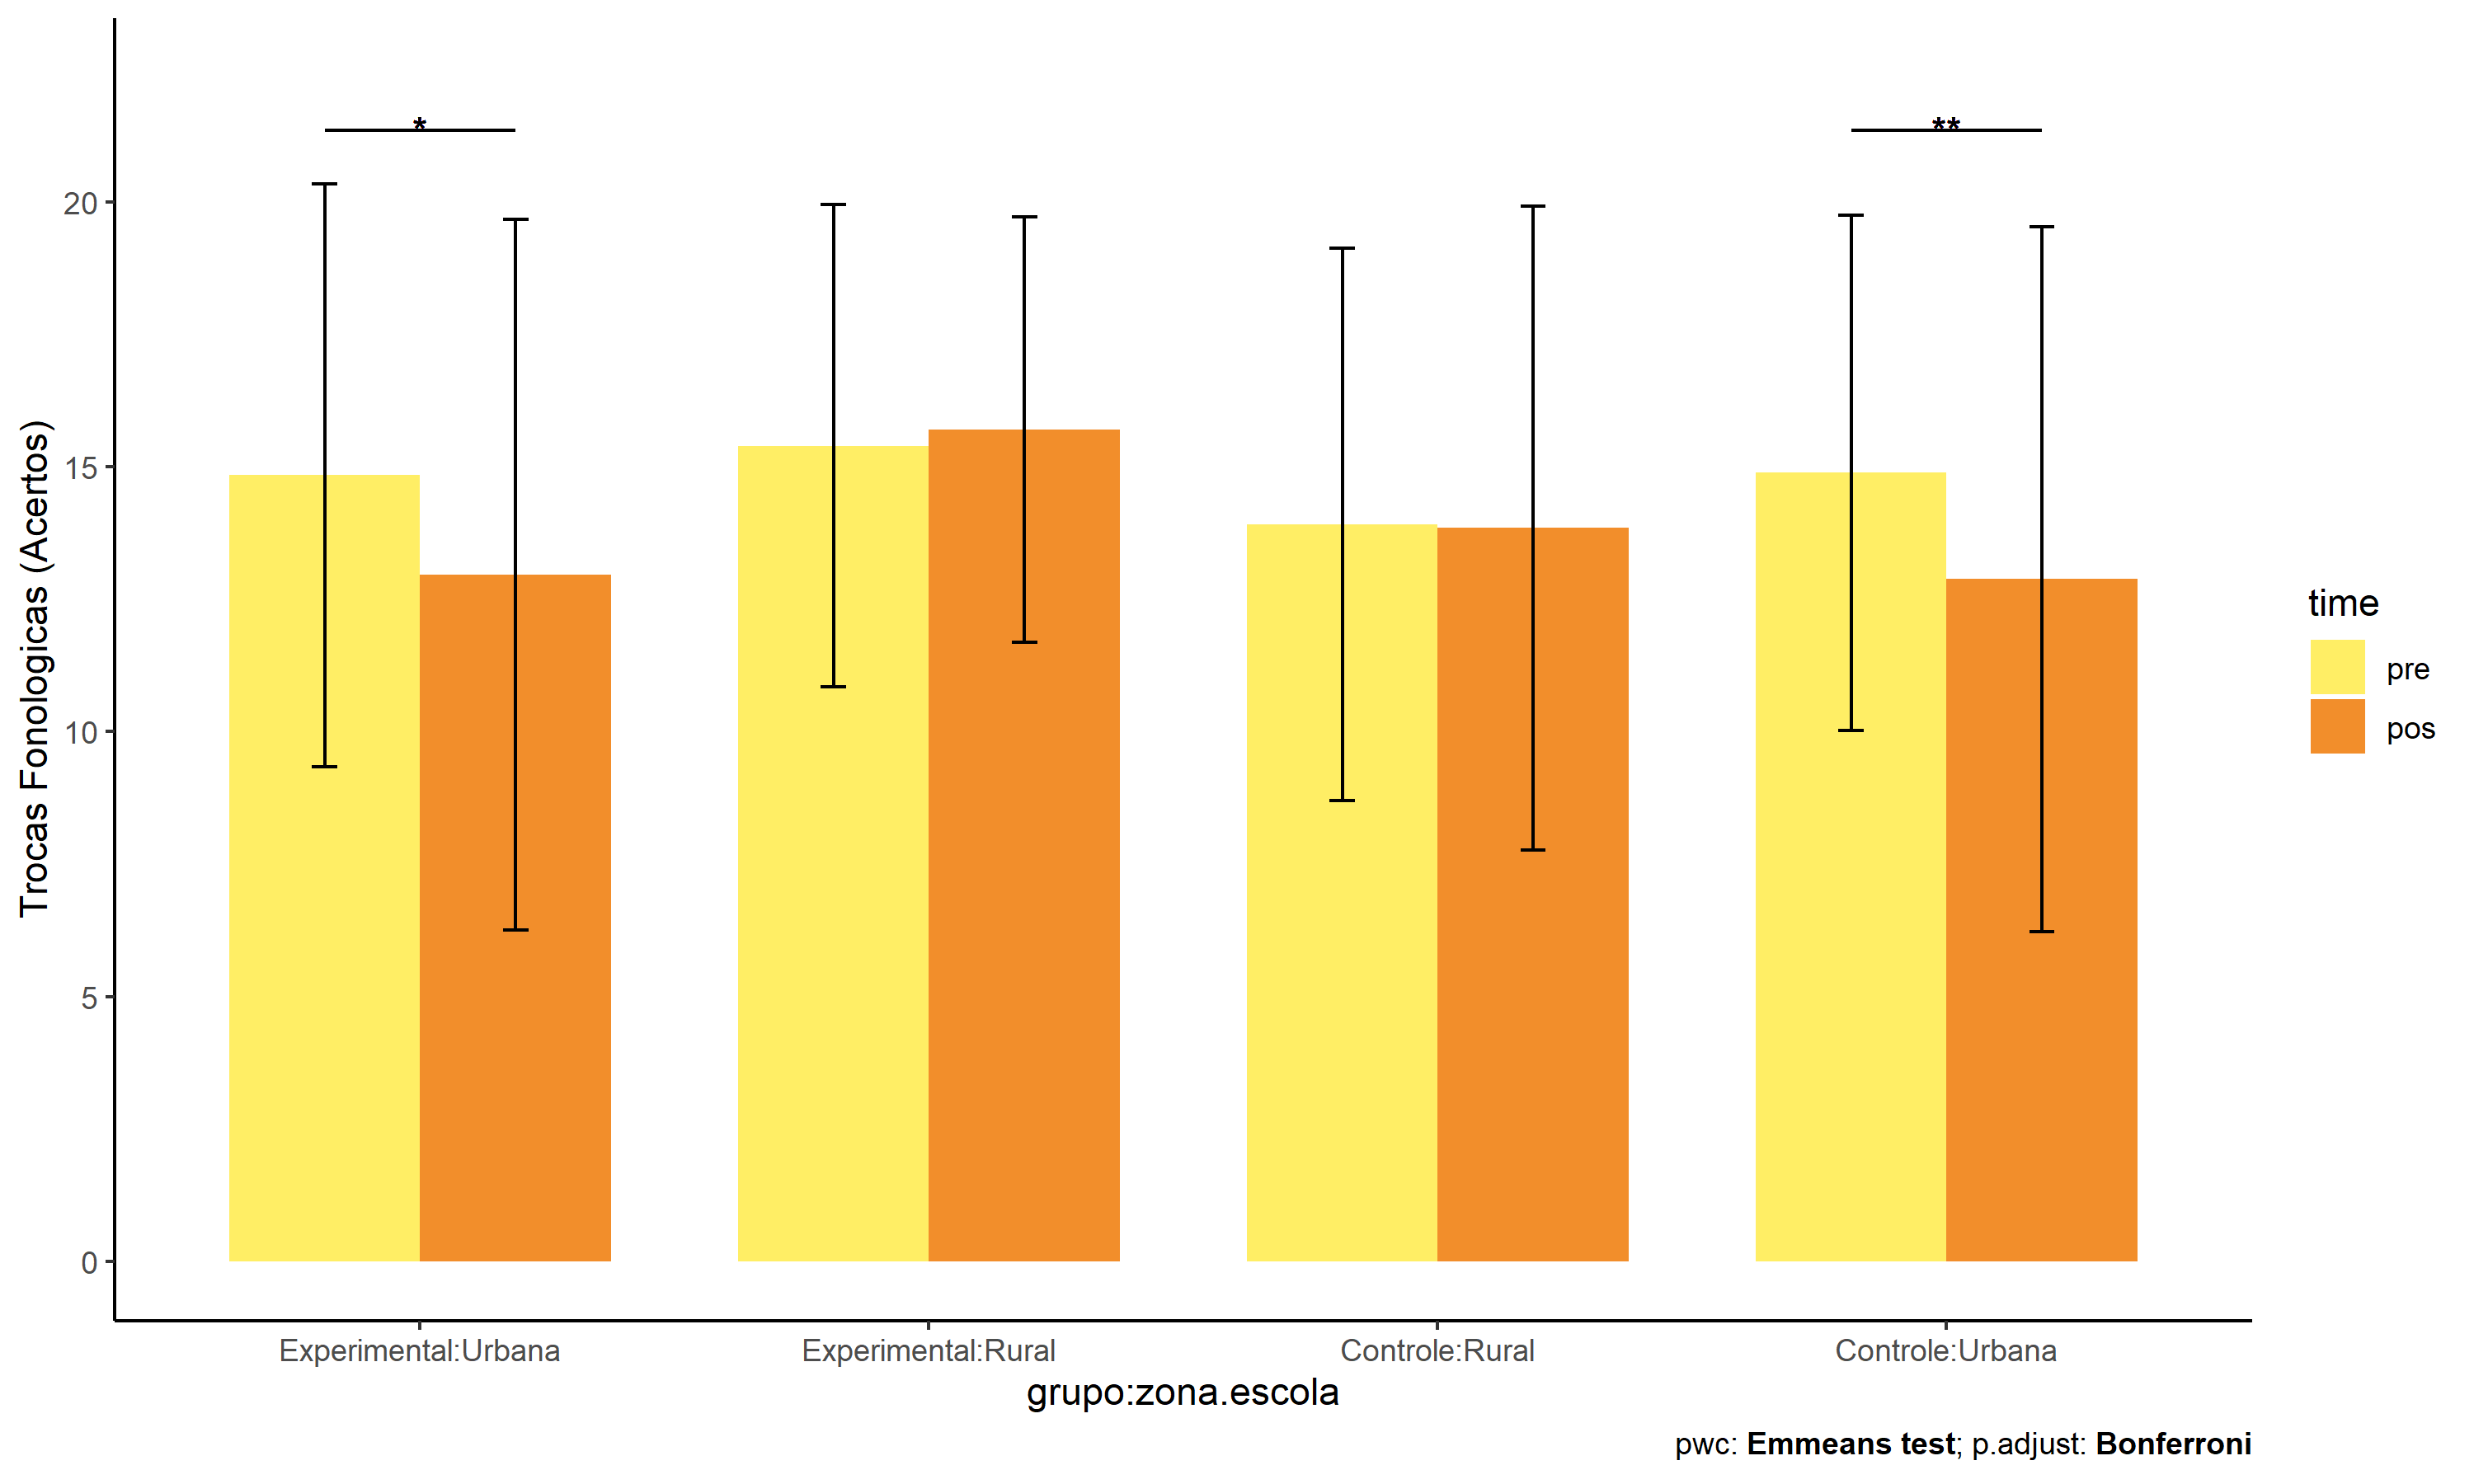 Trocas Fonologicas (Acertos)
20
15
10
5
0
*
**
Experimental:Urbana
Experimental:Rural
Controle:Rural
Controle:Urbana
grupo:zona.escola
time
pre
pos
pwc: Emmeans test; p.adjust: Bonferroni